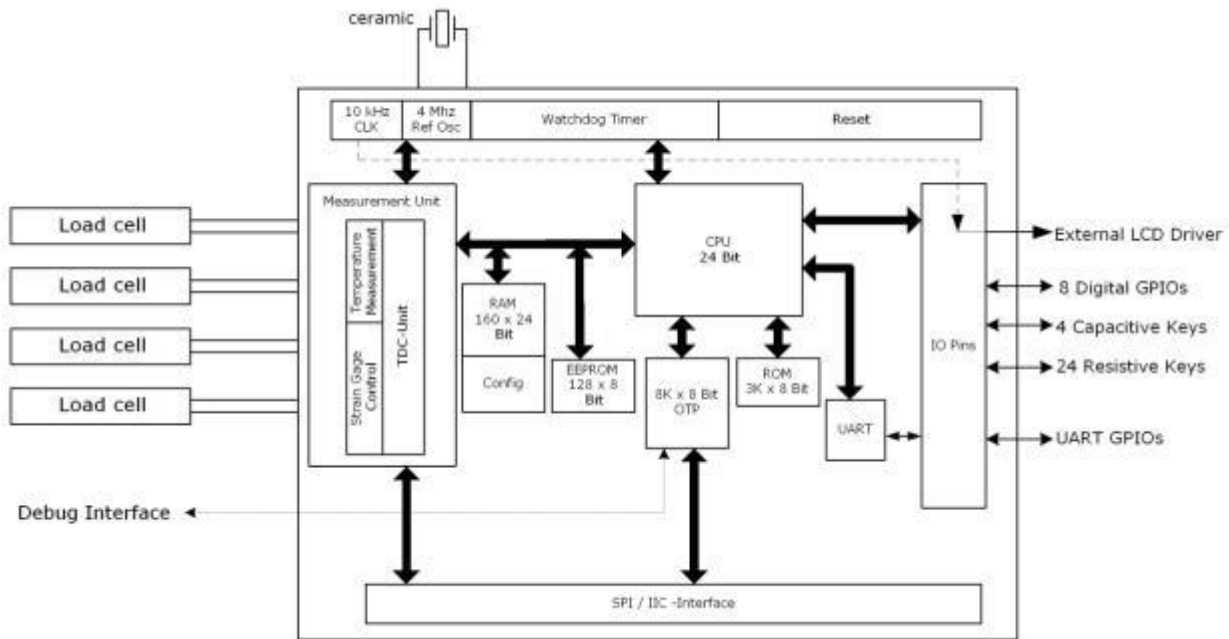 ceramic
10 kHz
CLK
4 Mhz
Ref Osc
Watchdog Timer
Reset
Measurement Unit
Temperature
Measurement
Strain Gage
Control
TDC-Unit
Load cell
Load cell
Load cell
Load cell
CPU
24 Bit
RAM
160 x 24
Bit
Config
EEPROM
128 x 8
Bit
8K x 8 Bit
OTP
ROM
3K x 8 Bit
UART
IO Pins
External LCD Driver
8 Digital GPIOs
4 Capacitive Keys
24 Resistive Keys
UART GPIOs
Debug Interface
SPI / IIC -Interface